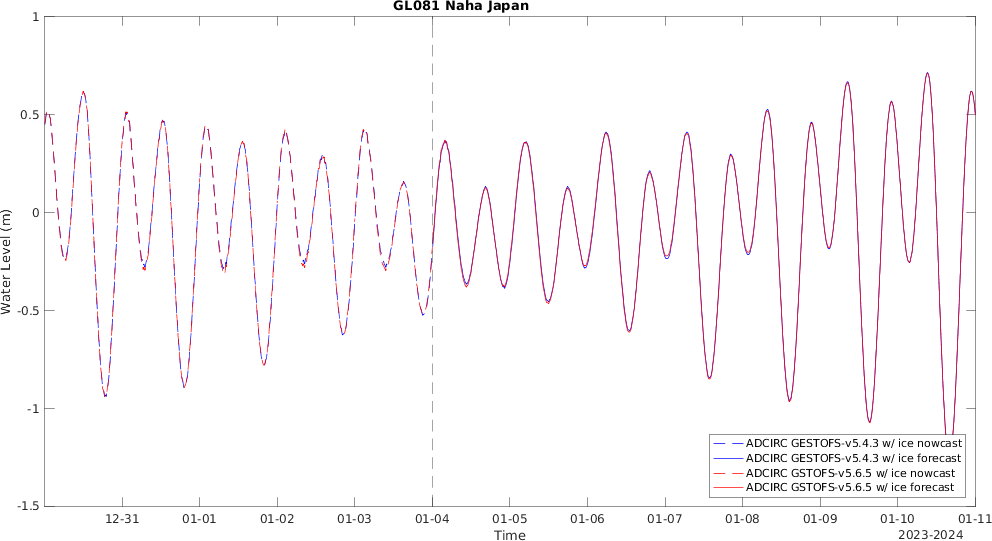 GL081 Naha Japan
1
0.5
0
-0.5
-1
-1.5
Water Level (m)
ADCIRC GESTOFS-v5.4.3 w/ ice nowcast
ADCIRC GESTOFS-v5.4.3 w/ ice forecast
ADCIRC GSTOFS-v5.6.5 w/ ice nowcast
ADCIRC GSTOFS-v5.6.5 w/ ice forecast
12-31 01-01 01-02 01-03 01-04 01-05 01-06 01-07 01-08 01-09 01-10 01-11
Time
2023-2024